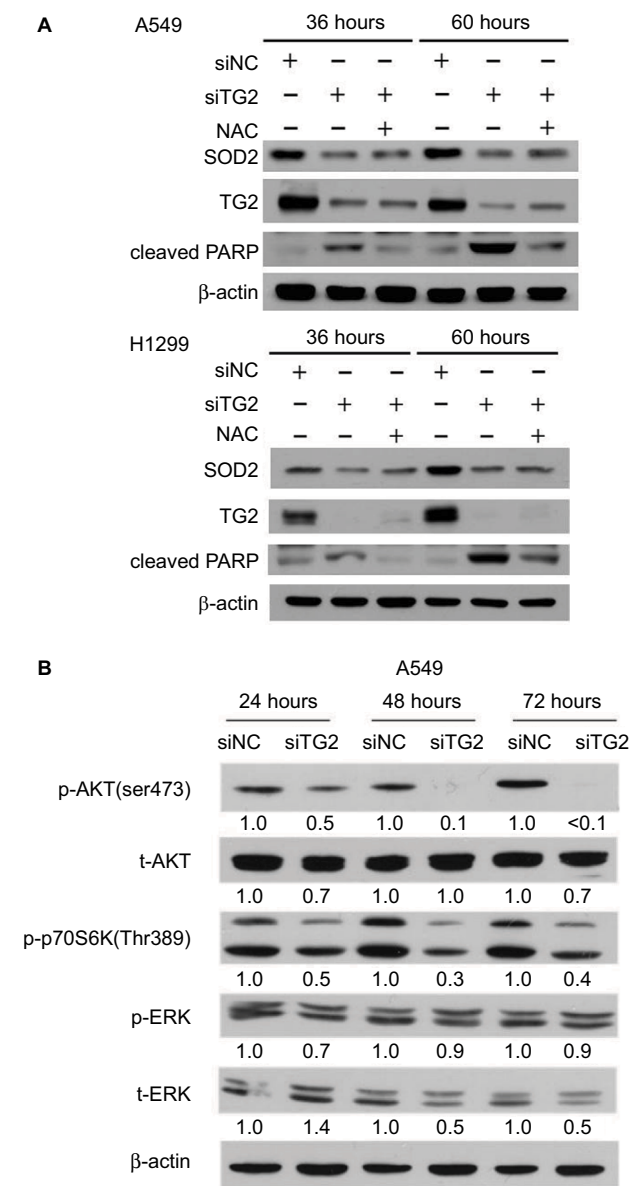 A A549 36 hours 60 hours
siNC + – – + – –
siTG2 – + + – + +
NAC – – + – – +
SOD2
TG2
cleaved PARP
β-actin
H1299 36 hours 60 hours
siNC + – – + – –
siTG2 – + + – + +
NAC – – + – – +
SOD2
TG2
cleaved PARP
β-actin
B A549
24 hours 48 hours 72 hours
siNC siTG2 siNC siTG2 siNC siTG2
p-AKT(ser473)
1.0 0.5 1.0 0.1 1.0 <0.1
t-AKT
1.0 0.7 1.0 1.0 1.0 0.7
p-p70S6K(Thr389)
1.0 0.5 1.0 0.3 1.0 0.4
p-ERK
1.0 0.7 1.0 0.9 1.0 0.9
t-ERK
1.0 1.4 1.0 0.5 1.0 0.5
β-actin